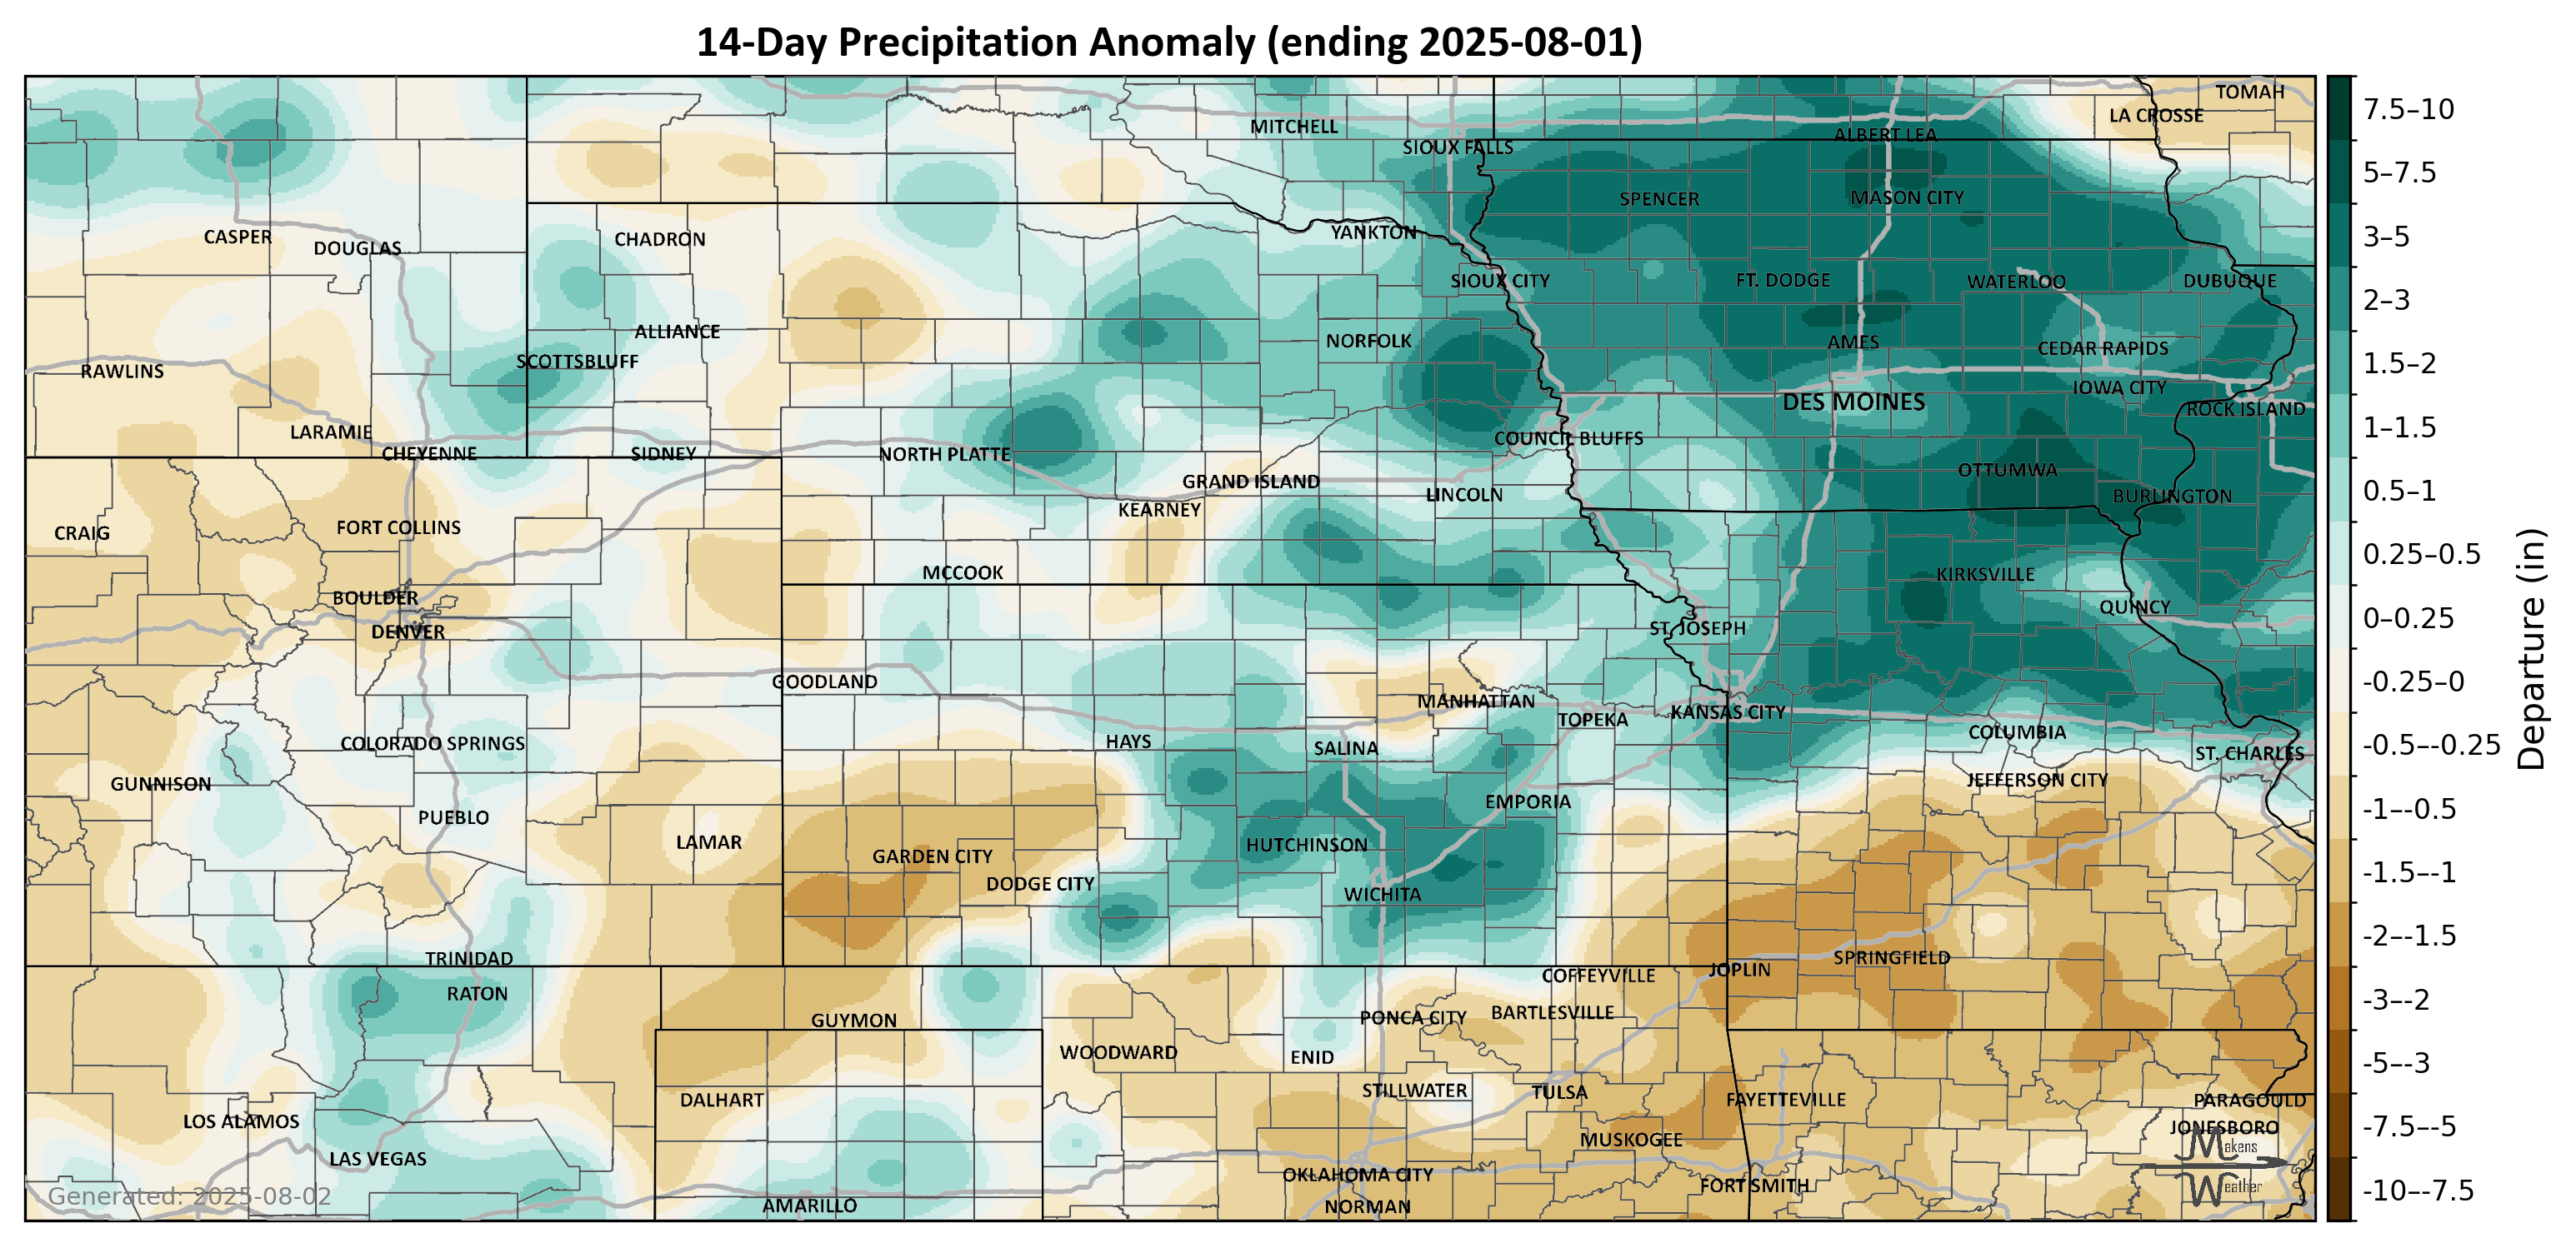 14-Day Precipitation Anomaly (ending 2025-08-01)
TOMAH
LA CROSSE
MITCHELL
ALBERT LEA
SIOUX FALLS
SPENCER
MASON CITY
CASPER
DOUGLAS
CHADRON
YANKTON
SIOUX CITY
FT. DODGE
WATERLOO
DUBUQUE
ALLIANCE
NORFOLK
AMES
CEDAR RAPIDS
SCOTTSBLUFF
RAWLINS
IOWA CITY
DES MOINES
ROCK ISLAND
LARAMIE
CHEYENNE
SIDNEY
NORTH PLATTE
COUNCIL BLUFFS
OTTUMWA
GRAND ISLAND
LINCOLN
BURLINGTON
KEARNEY
CRAIG
FORT COLLINS
MCCOOK
KIRKSVILLE
BOULDER
QUINCY
DENVER
ST. JOSEPH
GOODLAND
MANHATTAN
TOPEKA
KANSAS CITY
COLORADO SPRINGS
HAYS
SALINA
COLUMBIA
ST. CHARLES
GUNNISON
JEFFERSON CITY
PUEBLO
EMPORIA
LAMAR
GARDEN CITY
HUTCHINSON
DODGE CITY
WICHITA
TRINIDAD
SPRINGFIELD
RATON
COFFEYVILLE
JOPLIN
GUYMON
PONCA CITY
BARTLESVILLE
WOODWARD
ENID
DALHART
STILLWATER
TULSA
FAYETTEVILLE
PARAGOULD
LOS ALAMOS
JONESBORO
MUSKOGEE
LAS VEGAS
OKLAHOMA CITY
FORT SMITH
AMARILLO
NORMAN
Makens
Weather
Generated: 2025-08-02
7.5–10
5–7.5
3–5
2–3
1.5–2
1–1.5
0.5–1
0.25–0.5
0–0.25
-0.25–0
-0.5–-0.25
-1–-0.5
-1.5–-1
-2–-1.5
-3–-2
-5–-3
-7.5–-5
-10–-7.5
Departure (in)